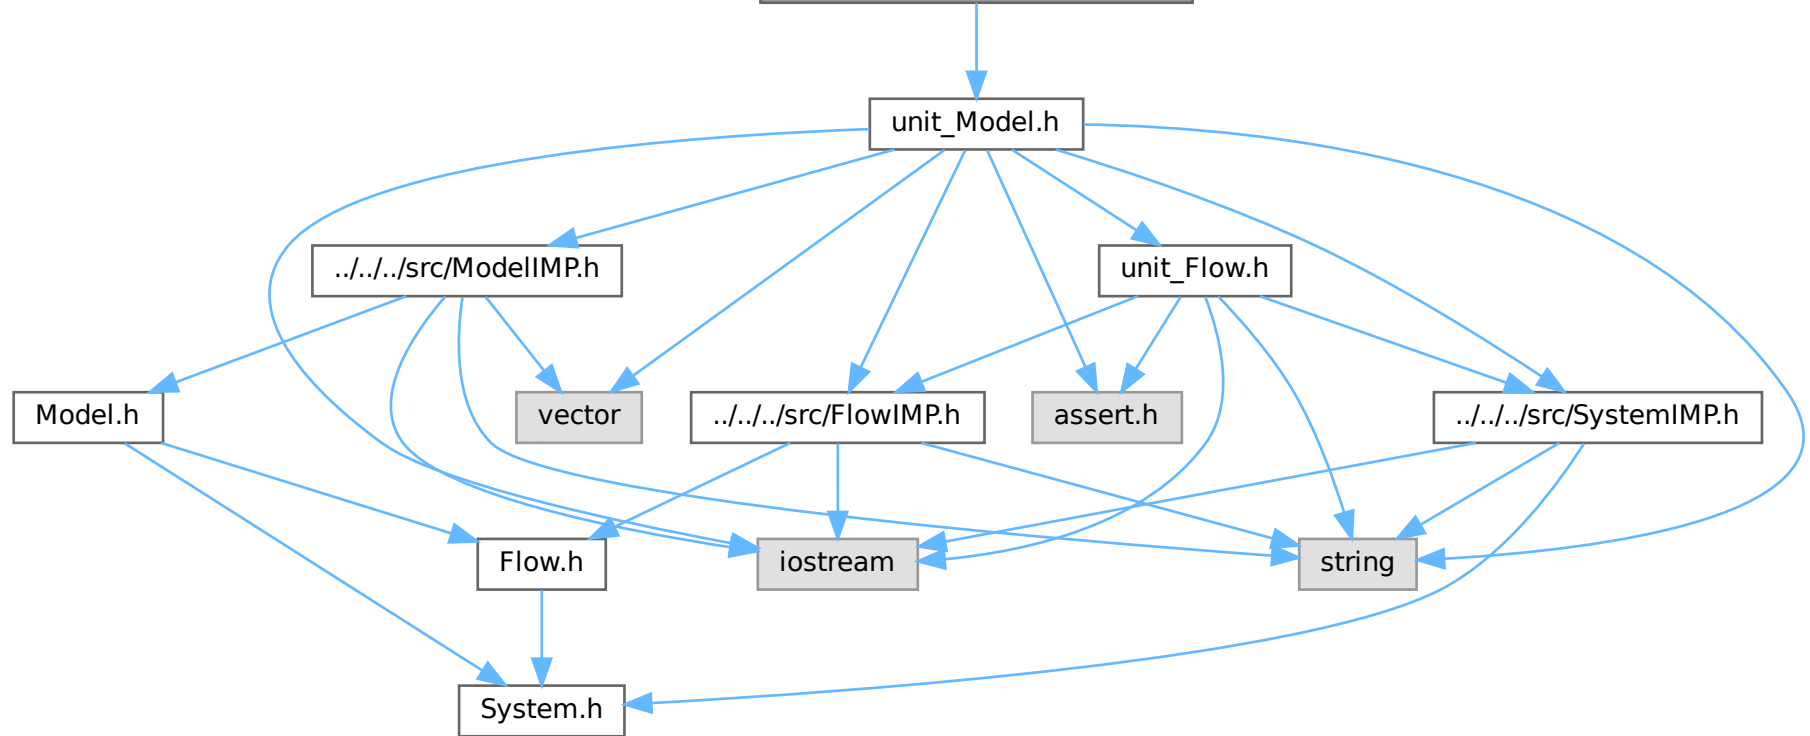 unit_Model.h
../../../src/ModelIMP.h
unit_Flow.h
Model.h
vector
../../../src/FlowIMP.h
assert.h
../../../src/SystemIMP.h
Flow.h
iostream
string
System.h